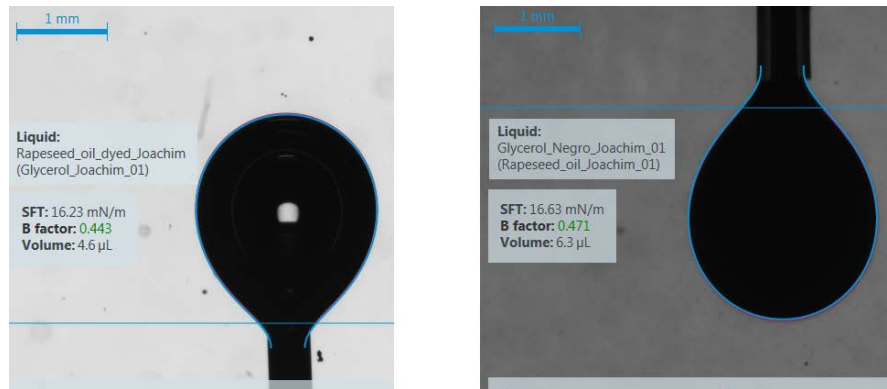 1 mm
Liquid:
Rapeseed_oil_dyed_Joachim
(Glycerol_Joachim_01)
SFT: 16.23 mN/m
B factor: 0.443
Volume: 4.6 µL
1 mm
Liquid:
Glycerol_Negro_Joachim_01
(Rapeseed_oil_Joachim_01)
SFT: 16.63 mN/m
B factor: 0.471
Volume: 6.3 µL